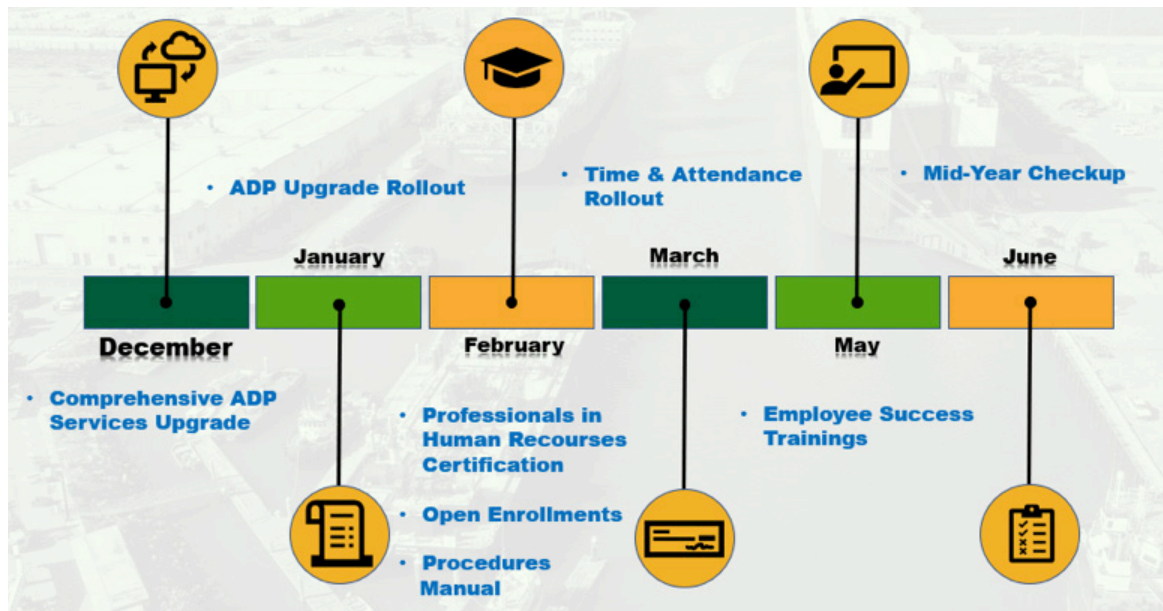 • ADP Upgrade Rollout
• Time & Attendance
Rollout
• Mid-Year Checkup
January
March
June
December
February
May
• Comprehensive ADP
Services Upgrade
• Professionals in
Human Recourses
Certification
• Open Enrollments
• Procedures
Manual
• Employee Success
Trainings